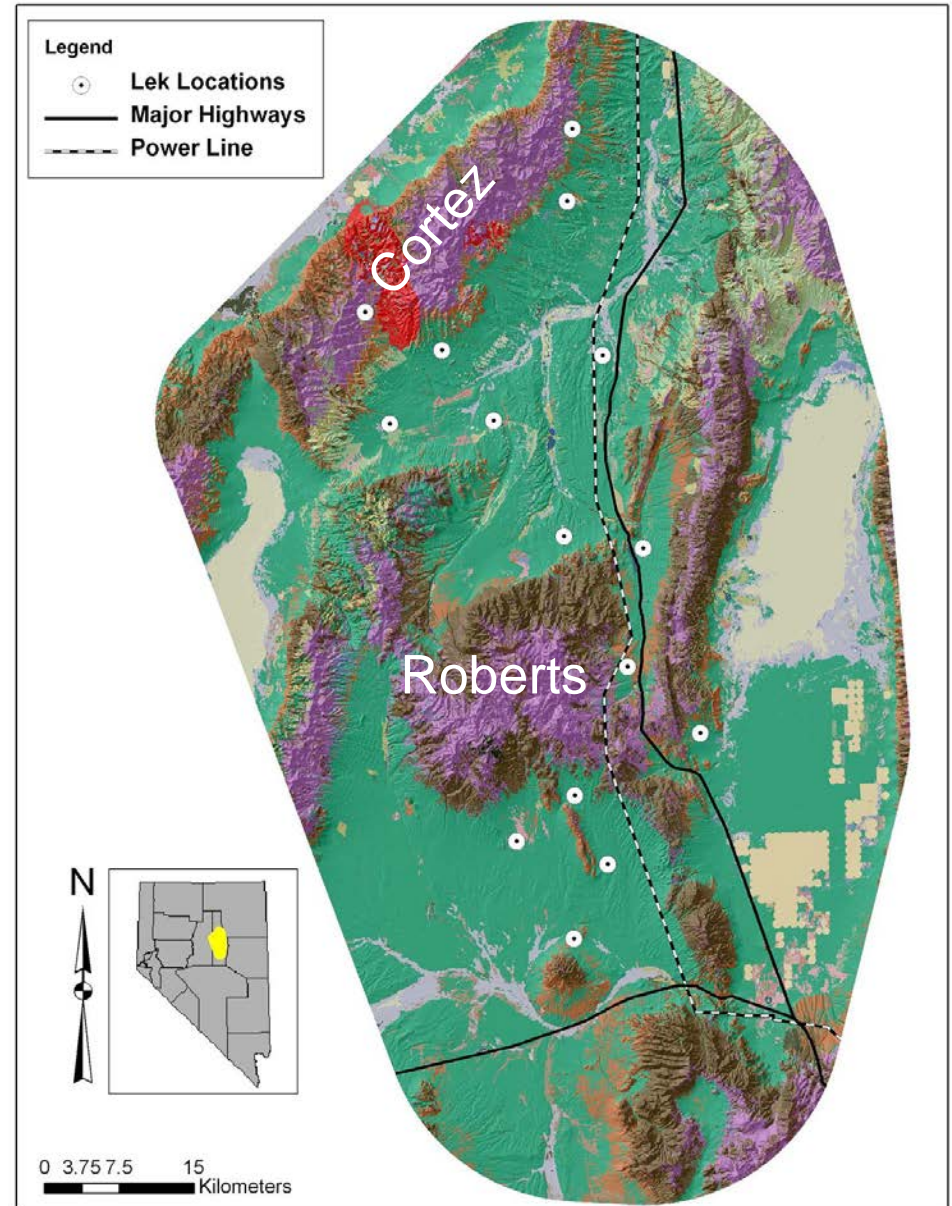 Legend
Lek Locations
Major Highways
Power Line
Cortez
Roberts
N
0 3.75 7.5 15
Kilometers